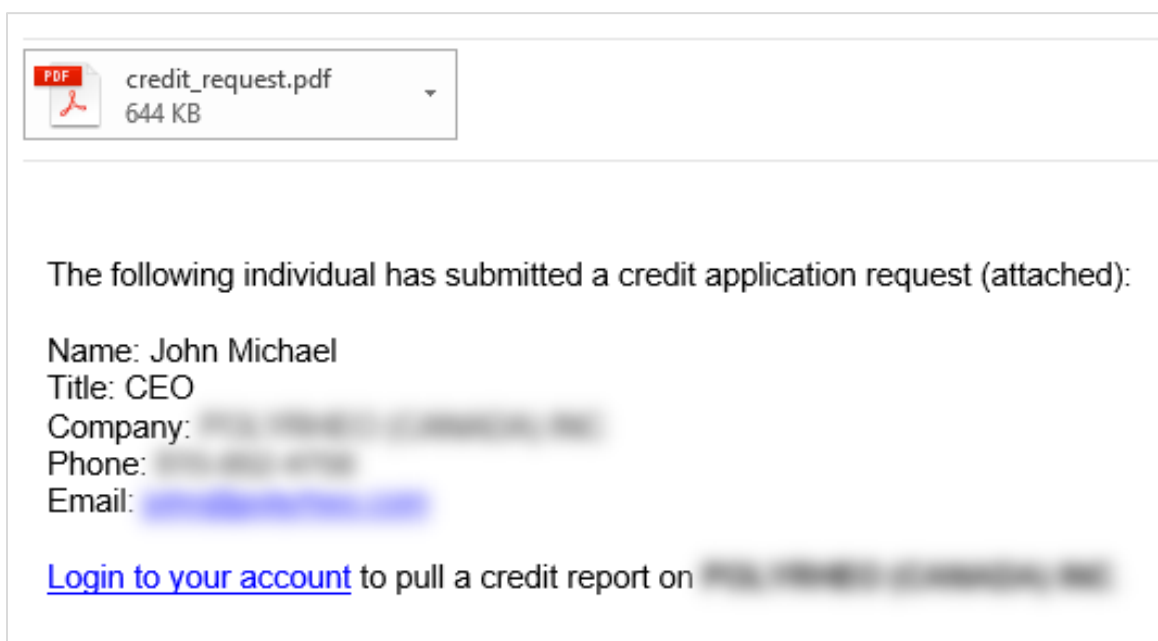 PDF
credit_request.pdf
644 KB
The following individual has submitted a credit application request (attached):
Name: John Michael
Title: CEO
Company:
Phone:
Email:
Login to your account to pull a credit report on